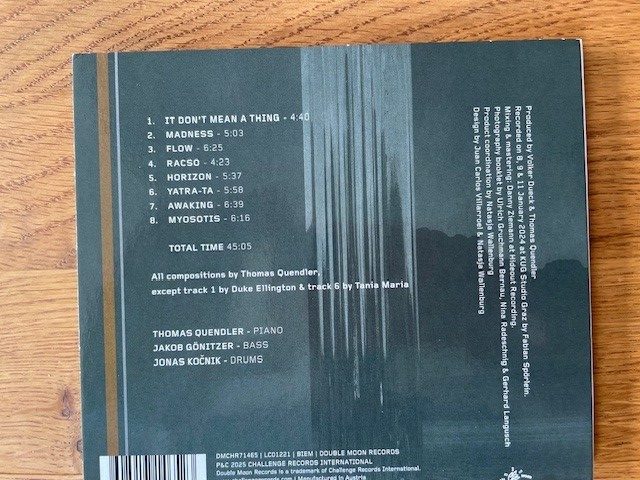 1. IT DON'T MEAN A THING - 4:40
2. MADNESS - 5:03
3. FLOW - 6:25
4. RACSO - 4:23
5. HORIZON - 5:37
6. YATRA-TA - 5:58
7. AWAKING - 6:39
8. MYOSOTIS - 6:16
TOTAL TIME 45:05
All compositions by Thomas Quendler,
except track 1 by Duke Ellington & track 6 by Tania Maria
THOMAS QUENDLER - PIANO
JAKOB GÖNITZER - BASS
JONAS KOČNIK - DRUMS
DMCHR71465 | LC01221 | BIEM | DOUBLE MOON RECORDS
P&C 2025 CHALLENGE RECORDS INTERNATIONAL
Double Moon Records is a trademark of Challenge Records International.
Manufactured in Austria
Produced by Volker Dueck & Thomas Quendler
Recorded on 8, 9 & 11 January 2024 at KUG Studio Graz by Fabian Spörlein.
Mixing & mastering: Danny Ziemann at Hideout Recording.
Photography booklet by Ulrich Gruchmann Bernau, Nina Radeschnig & Gerhard Langusch
Product coordination by Natasja Wallenburg
Design by Juan Carlos Villarroel & Natasja Wallenburg